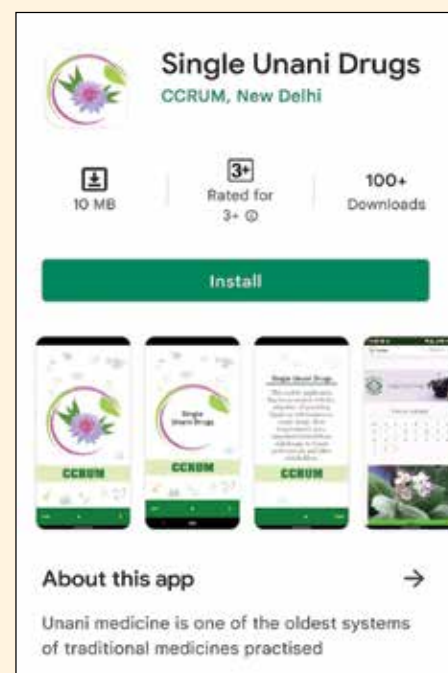 Single Unani Drugs
CCRUM, New Delhi
10 MB
3+
Rated for
3+
100+
Downloads
Install
CCRUM
Single
Unani Drugs
CCRUM
Single Unani Drugs
CCRUM
About this app
Unani medicine is one of the oldest systems
of traditional medicines practised